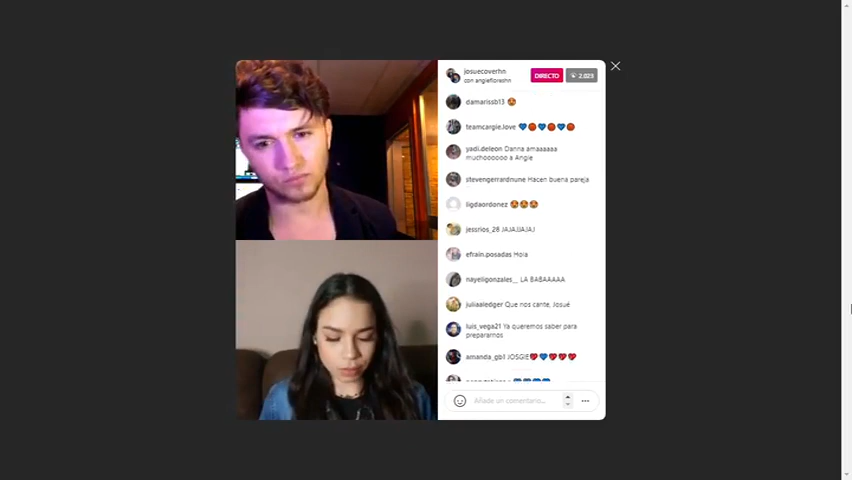 josuecoverhn
con angiefloreshn
DIRECTO
2.023
damarissb13
teamcargie.love
yadi.deleon Danna amaaaaaa
muchoooooo a Angie
stevengerrardnune Hacen buena pareja
ligdaordonez
jessrios_28 JAJAJJAJAJ
efrain.posadas Hola
nayeligonzales__ LA BABAAAAA
juliaaledger Que nos cante, Josué
luis_vega21 Ya queremos saber para
prepararnos
amanda_gbll JOSGIE
Añade un comentario...